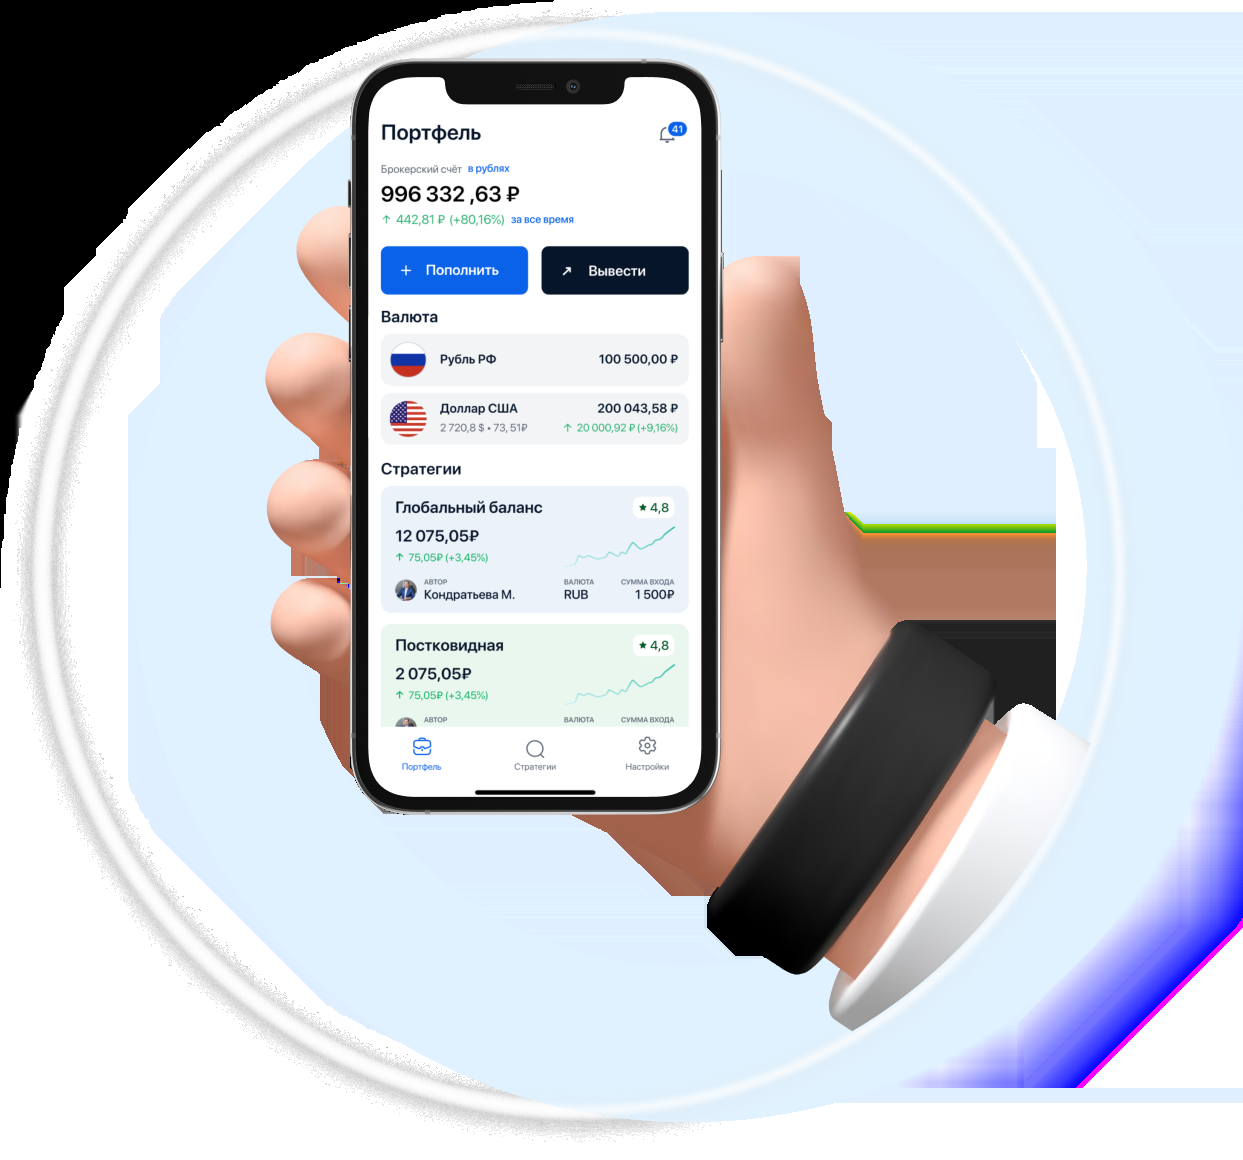 Портфель
41
Брокерский счёт в рублях
996 332 ,63 ₽
↑ 442,81 ₽ (+80,16%) за все время
+ Пополнить
↗ Вывести
Валюта
Рубль РФ 100 500,00 ₽
Доллар США 200 043,58 ₽
2 720,8 $ • 73, 51₽ ↑ 20 000,92 ₽ (+9,16%)
Стратегии
Глобальный баланс ★ 4,8
12 075,05₽
↑ 75,05₽ (+3,45%)
АВТОР ВАЛЮТА СУММА ВХОДА
Кондратьева М. RUB 1 500₽
Постковидная ★ 4,8
2 075,05₽
↑ 75,05₽ (+3,45%)
АВТОР ВАЛЮТА СУММА ВХОДА
Портфель Стратегии Настройки